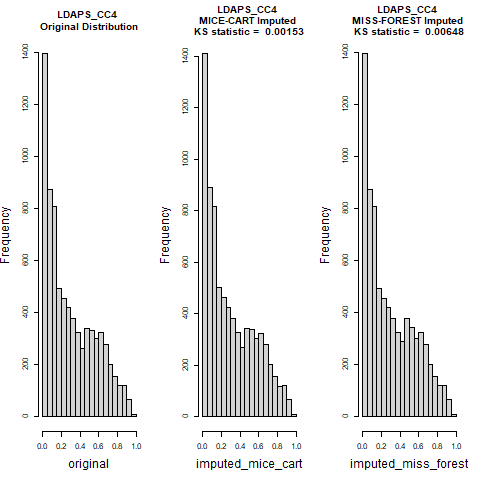 LDAPS_CC4
Original Distribution
Frequency
0
200
400
600
800
1000
1200
1400
0.0 0.2 0.4 0.6 0.8 1.0
original
LDAPS_CC4
MICE-CART Imputed
KS statistic = 0.00153
Frequency
0
200
400
600
800
1000
1200
1400
0.0 0.2 0.4 0.6 0.8 1.0
imputed_mice_cart
LDAPS_CC4
MISS-FOREST Imputed
KS statistic = 0.00648
Frequency
0
200
400
600
800
1000
1200
1400
0.0 0.2 0.4 0.6 0.8 1.0
imputed_miss_forest